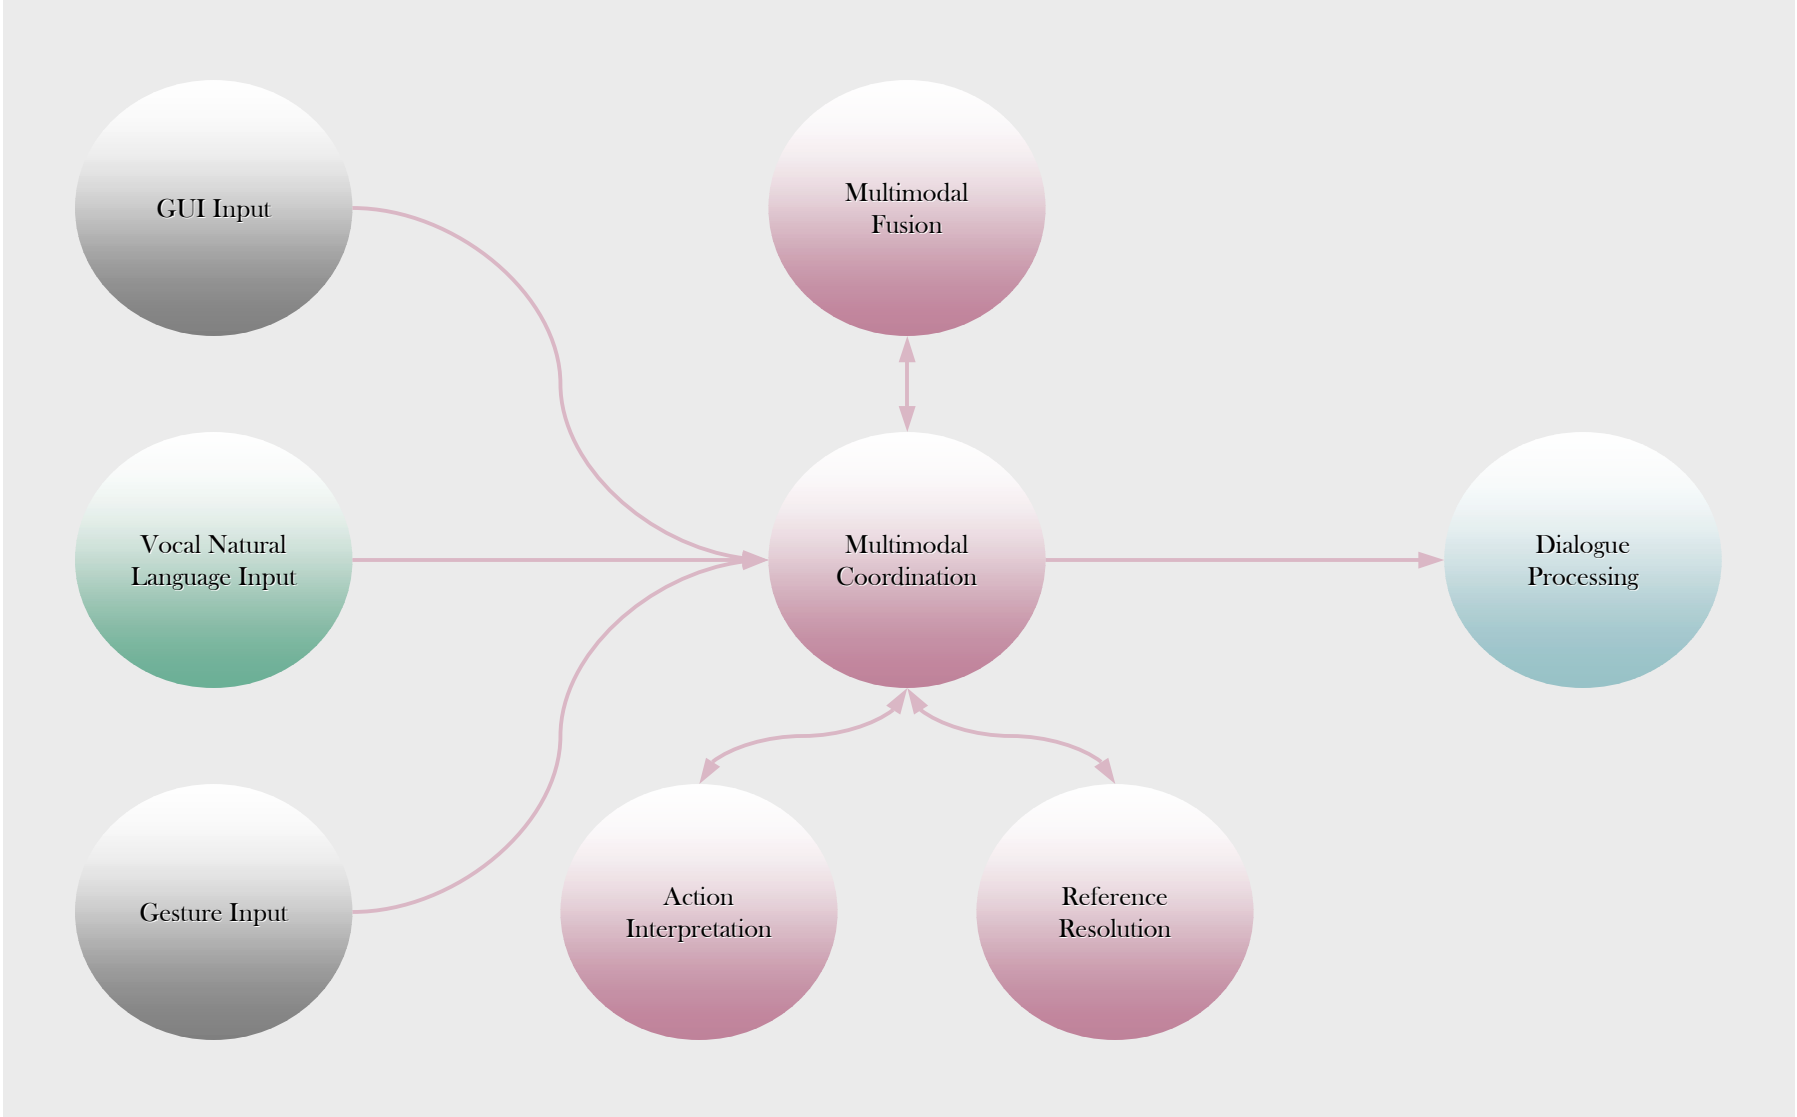 GUI Input
Multimodal
Fusion
Vocal Natural
Language Input
Multimodal
Coordination
Dialogue
Processing
Gesture Input
Action
Interpretation
Reference
Resolution